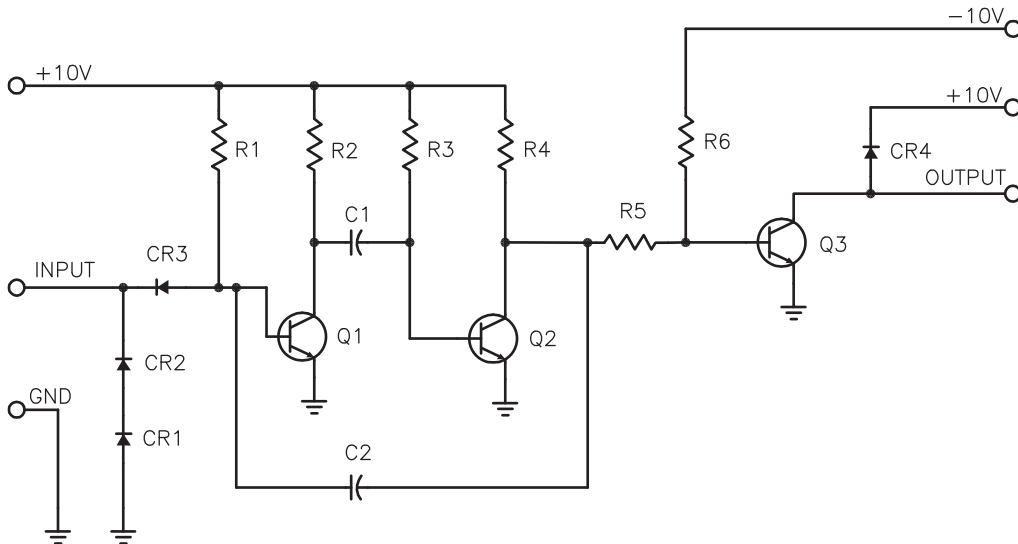 −10V
+10V
+10V
R1
R2
R3
R4
R6
CR4
OUTPUT
C1
R5
Q3
CR3
INPUT
Q1
Q2
CR2
GND
CR1
C2